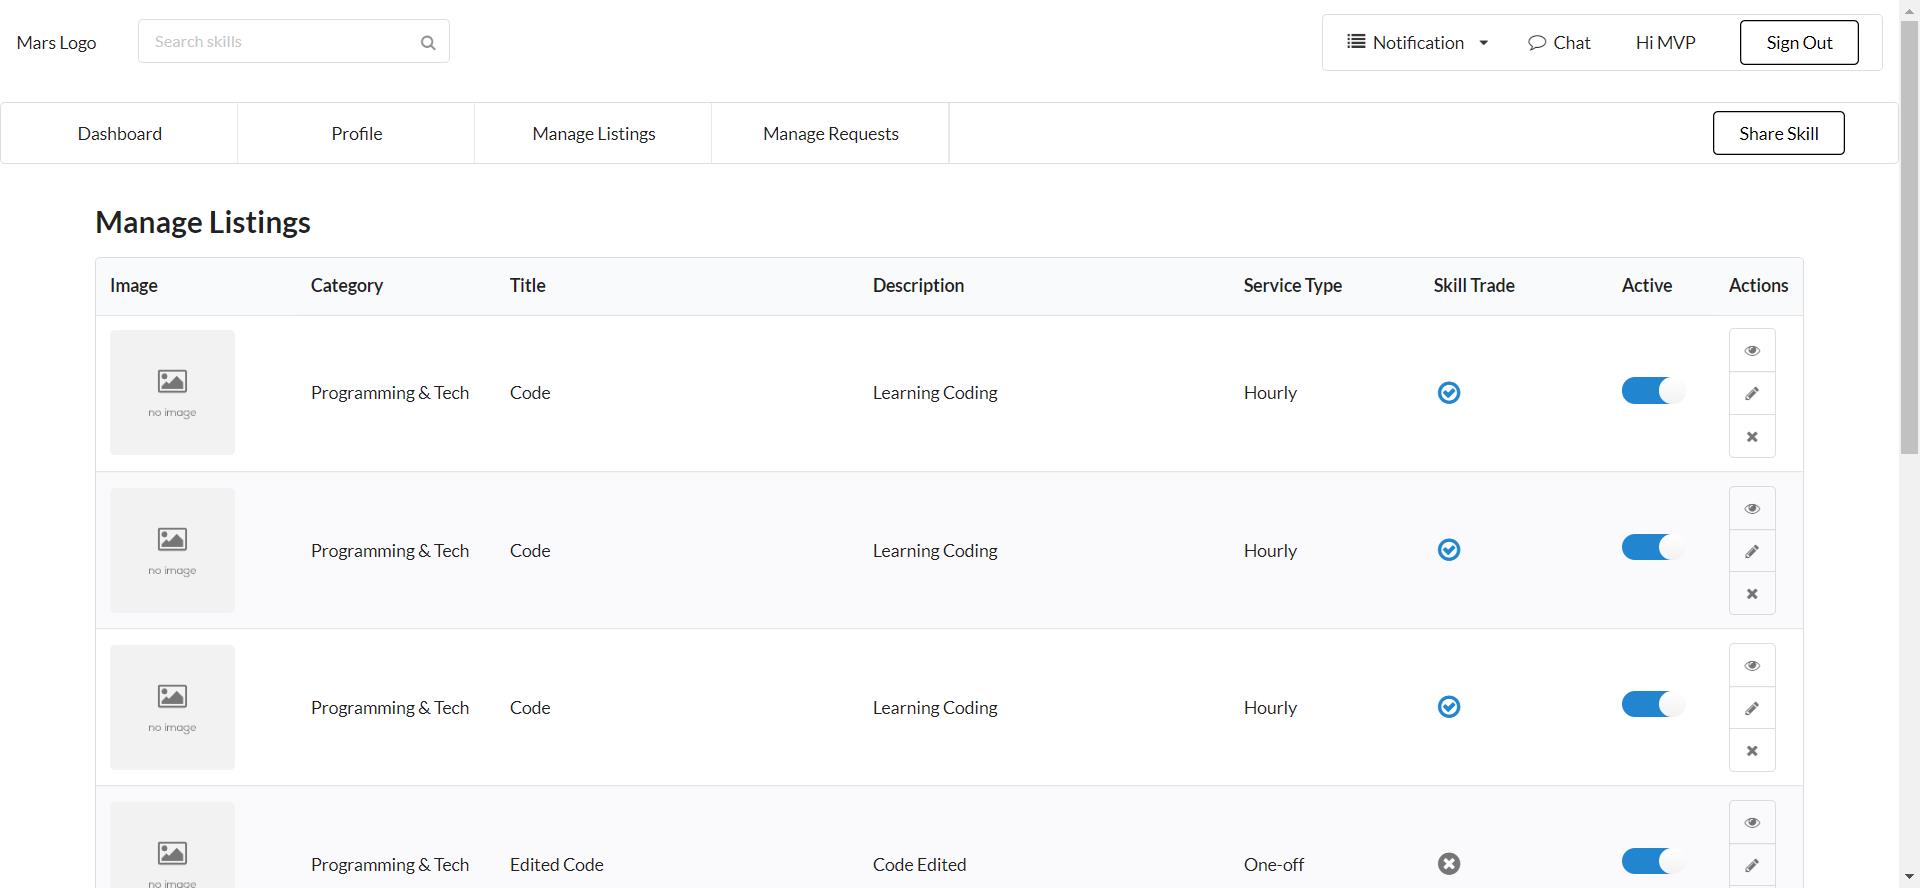 Mars Logo
Search skills
Notification
Chat
Hi MVP
Sign Out
Dashboard
Profile
Manage Listings
Manage Requests
Share Skill
Manage Listings
Image Category Title Description Service Type Skill Trade Active Actions
no image
Programming & Tech Code Learning Coding Hourly
no image
Programming & Tech Code Learning Coding Hourly
no image
Programming & Tech Code Learning Coding Hourly
no image
Programming & Tech Edited Code Code Edited One-off